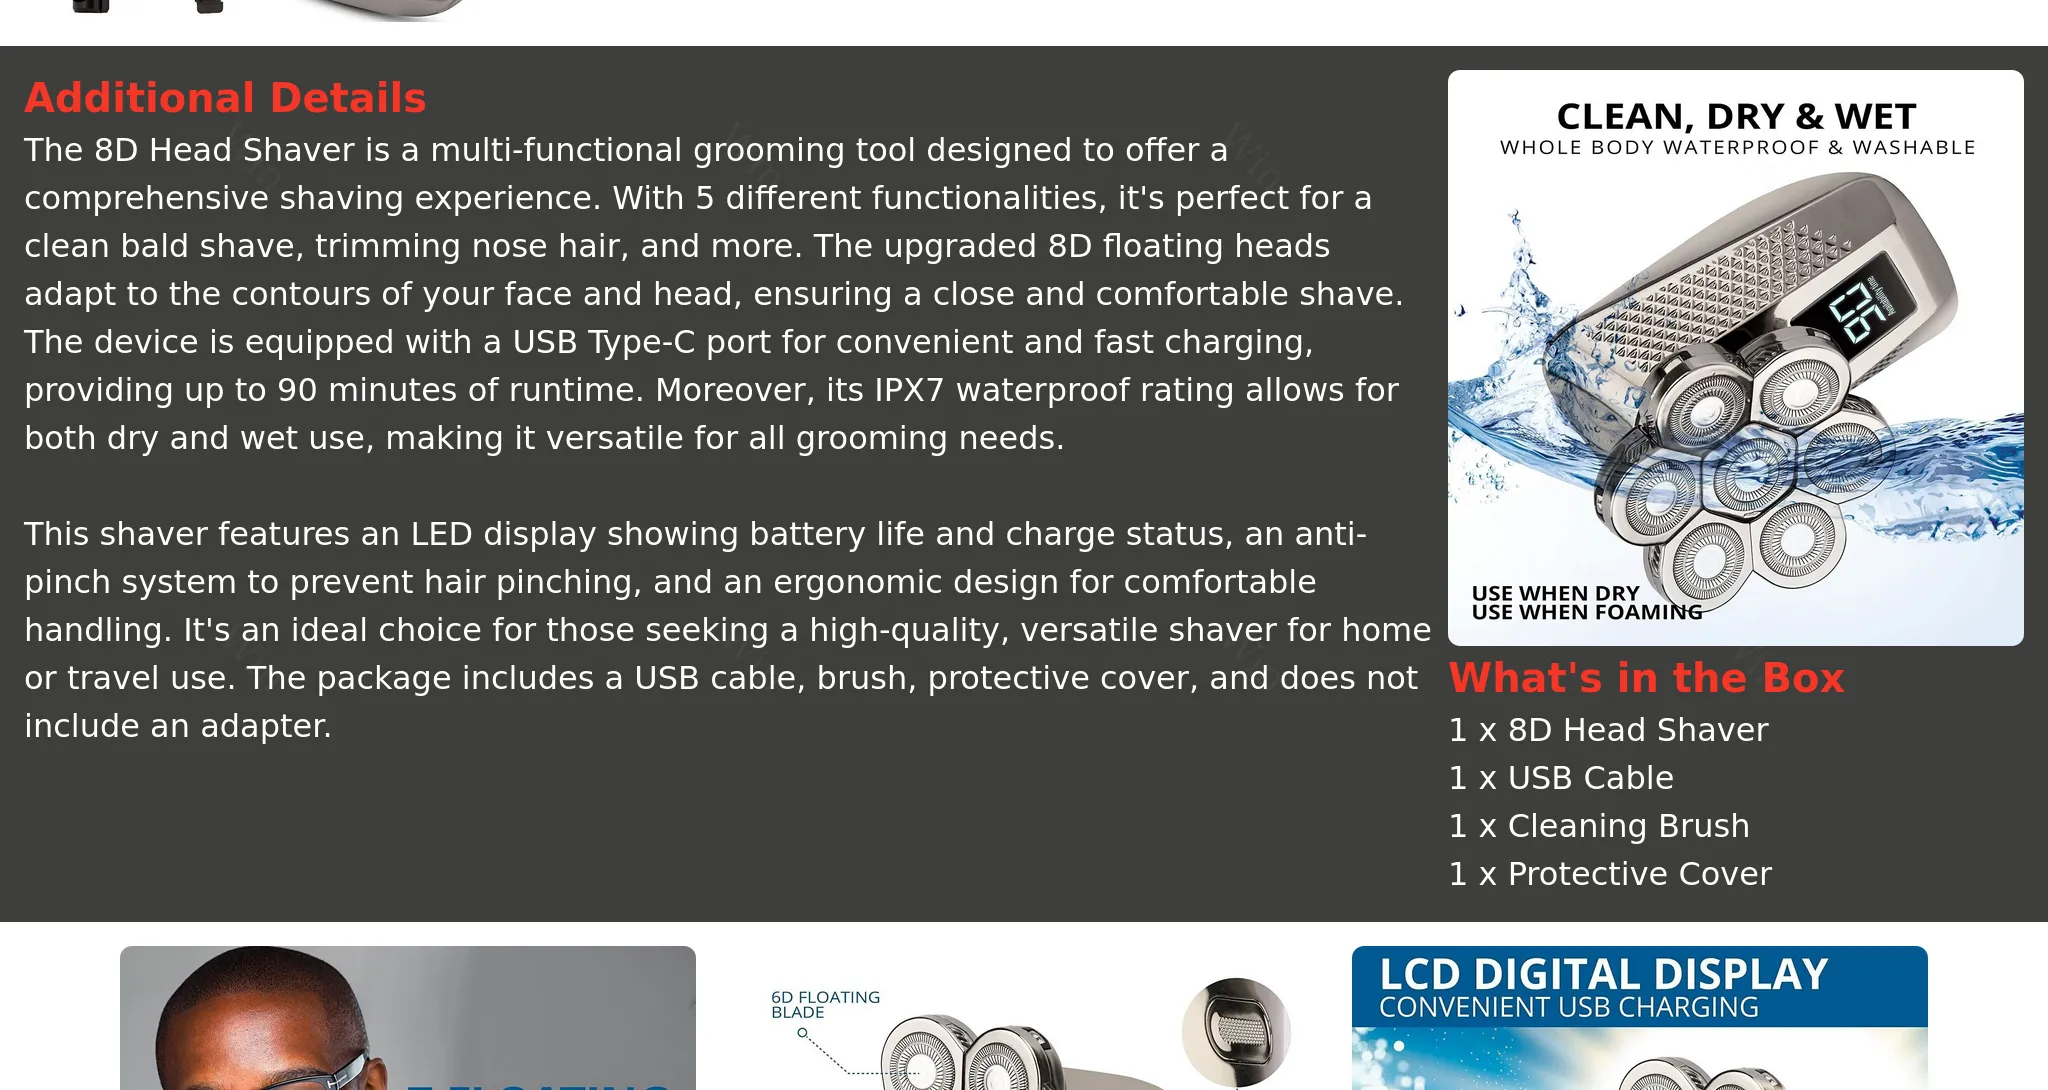 Additional Details
The 8D Head Shaver is a multi-functional grooming tool designed to offer a
comprehensive shaving experience. With 5 different functionalities, it's perfect for a
clean bald shave, trimming nose hair, and more. The upgraded 8D floating heads
adapt to the contours of your face and head, ensuring a close and comfortable shave.
The device is equipped with a USB Type-C port for convenient and fast charging,
providing up to 90 minutes of runtime. Moreover, its IPX7 waterproof rating allows for
both dry and wet use, making it versatile for all grooming needs.
This shaver features an LED display showing battery life and charge status, an anti-
pinch system to prevent hair pinching, and an ergonomic design for comfortable
handling. It's an ideal choice for those seeking a high-quality, versatile shaver for home
or travel use. The package includes a USB cable, brush, protective cover, and does not
include an adapter.
CLEAN, DRY & WET
WHOLE BODY WATERPROOF & WASHABLE
USE WHEN DRY
USE WHEN FOAMING
What's in the Box
1 x 8D Head Shaver
1 x USB Cable
1 x Cleaning Brush
1 x Protective Cover
6D FLOATING
BLADE
LCD DIGITAL DISPLAY
CONVENIENT USB CHARGING